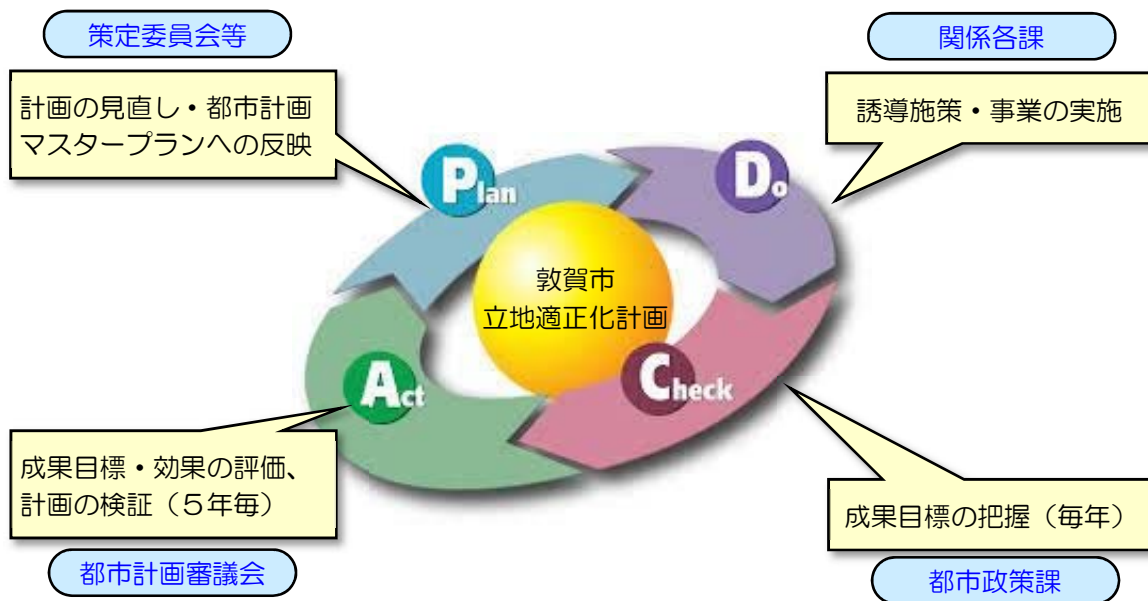 策定委員会等
計画の見直し・都市計画
マスタープランへの反映
関係各課
誘導施策・事業の実施
Plan
Do
敦賀市
立地適正化計画
Act
Check
成果目標・効果の評価、
計画の検証（５年毎）
都市計画審議会
成果目標の把握（毎年）
都市政策課